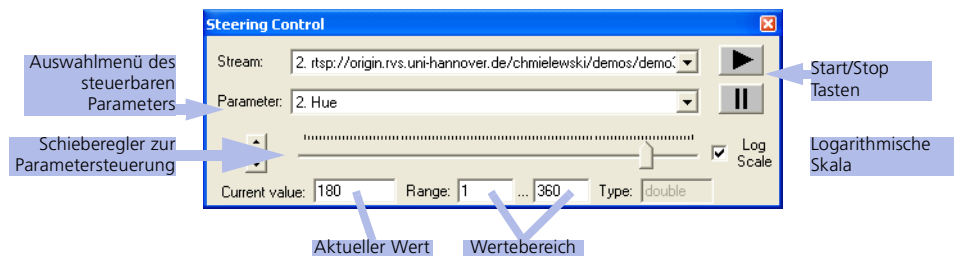 Steering Control
Auswahlmenü des
steuerbaren
Parameters
Stream: 2. rtsp://origin.rvs.uni-hannover.de/chmielewski/demos/demo3
Start/Stop
Tasten
Parameter: 2. Hue
Schieberegler zur
Parametersteuerung
Log
Scale
Logarithmische
Skala
Current value: 180 Range: 1 ... 360 Type: double
Aktueller Wert
Wertebereich